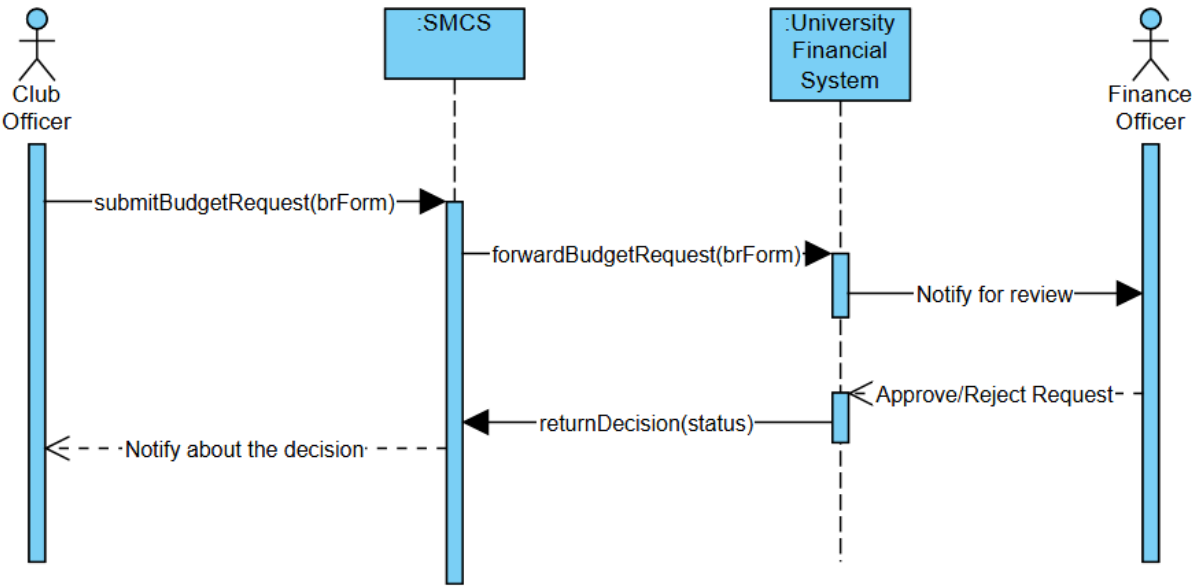 :SMCS
:University
Financial
System
Club
Officer
Finance
Officer
submitBudgetRequest(brForm)
forwardBudgetRequest(brForm)
Notify for review
Approve/Reject Request
returnDecision(status)
Notify about the decision